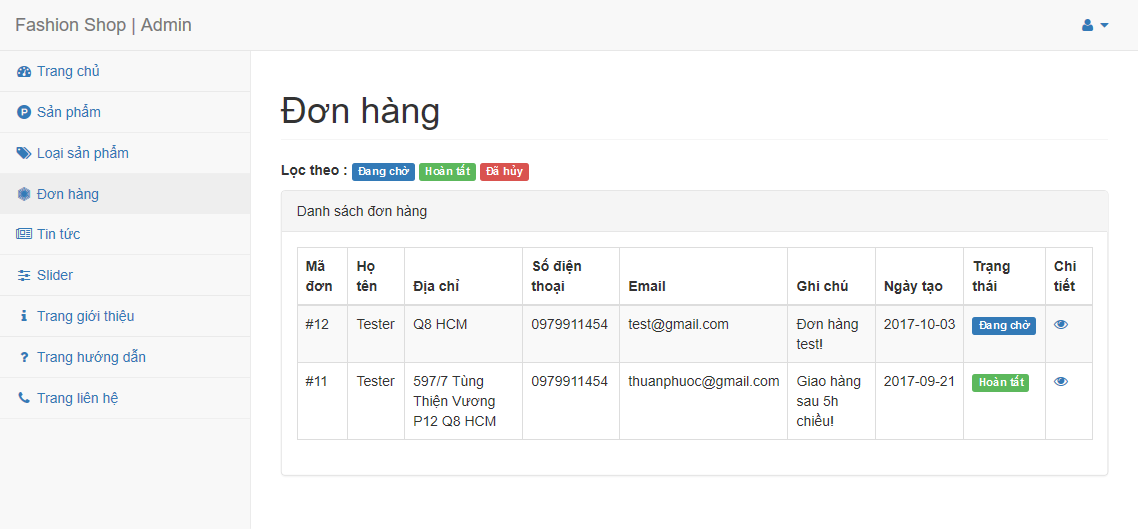 Fashion Shop | Admin
Trang chủ
Sản phẩm
Loại sản phẩm
Đơn hàng
Tin tức
Slider
Trang giới thiệu
Trang hướng dẫn
Trang liên hệ
Đơn hàng
Lọc theo : Đang chờ Hoàn tất Đã hủy
Danh sách đơn hàng
Mã đơn Họ tên Địa chỉ Số điện thoại Email Ghi chú Ngày tạo Trạng thái Chi tiết
#12 Tester Q8 HCM 0979911454 test@gmail.com Đơn hàng test! 2017-10-03 Đang chờ
#11 Tester 597/7 Tùng Thiện Vương P12 Q8 HCM 0979911454 thuanphuoc@gmail.com Giao hàng sau 5h chiều! 2017-09-21 Hoàn tất